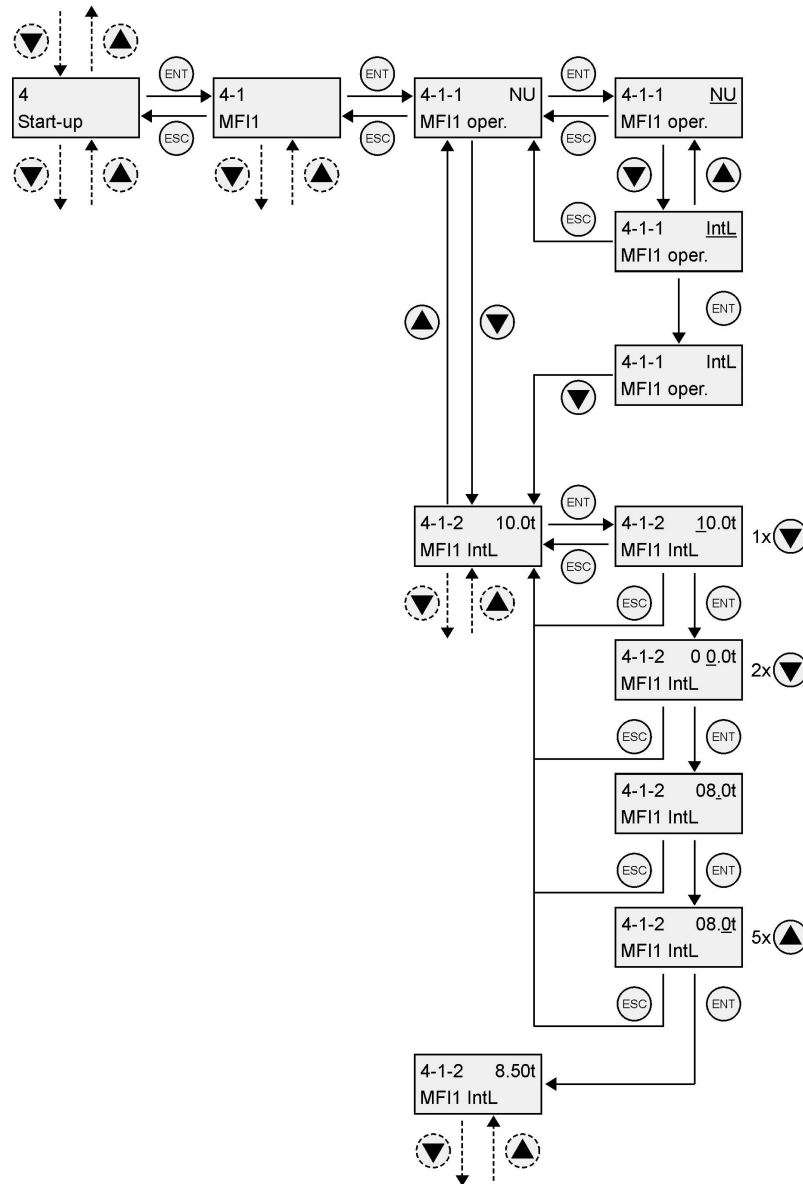 ENT ENT ENT
4 4-1 4-1-1 NU 4-1-1 NU
Start-up MFI1 MFI1 oper. MFI1 oper.
ESC ESC ESC
ESC 4-1-1 IntL
MFI1 oper.
ENT
4-1-1 IntL
MFI1 oper.
ENT
4-1-2 10.0t 4-1-2 10.0t 1x
MFI1 IntL MFI1 IntL
ESC
ESC ENT
4-1-2 0 0.0t 2x
MFI1 IntL
ESC ENT
4-1-2 08.0t
MFI1 IntL
ESC ENT
4-1-2 08.0t 5x
MFI1 IntL
ESC ENT
4-1-2 8.50t
MFI1 IntL